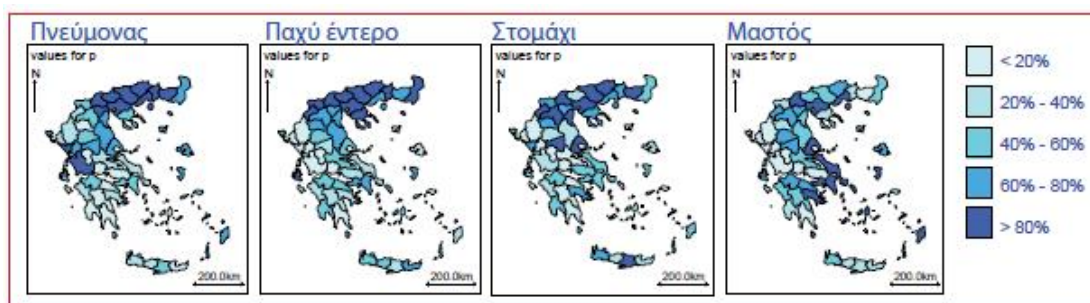 Πνεύμονας
values for p
N
200.0km
Παχύ έντερο
values for p
N
200.0km
Στομάχι
values for p
N
200.0km
Μαστός
values for p
N
200.0km
< 20%
20% - 40%
40% - 60%
60% - 80%
> 80%